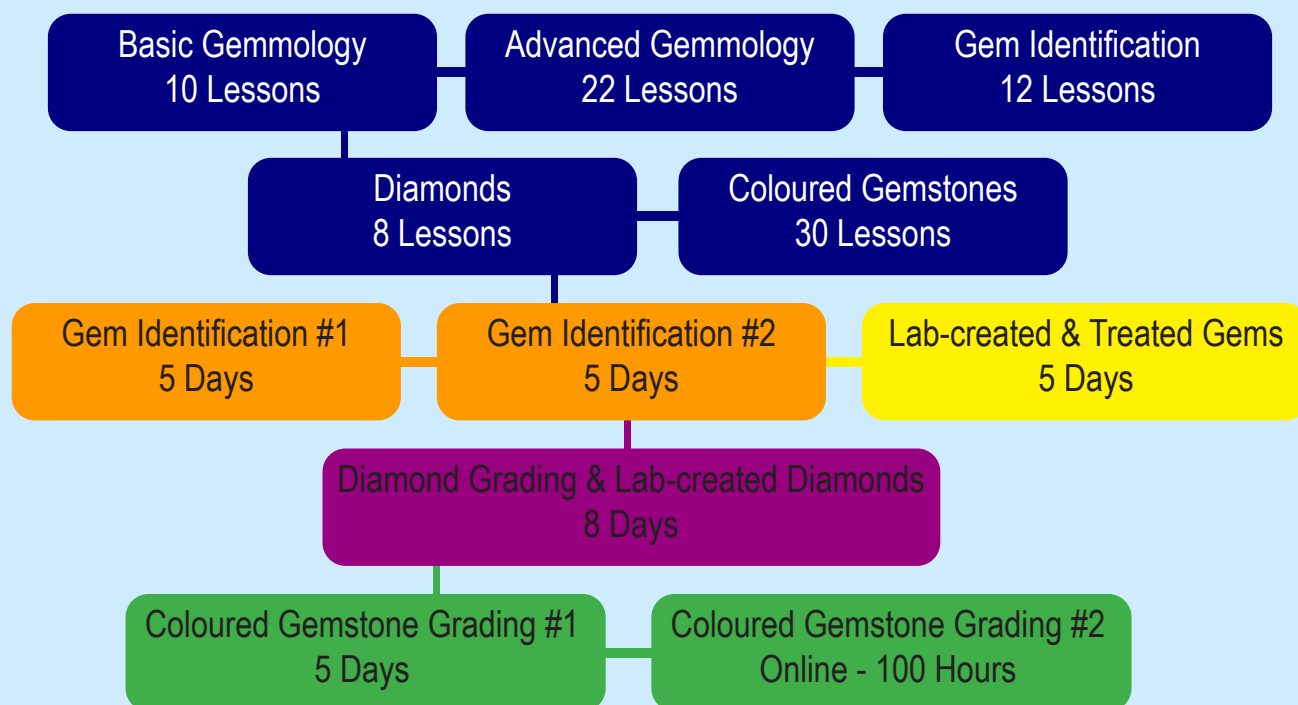 Basic Gemmology
10 Lessons
Advanced Gemmology
22 Lessons
Gem Identification
12 Lessons
Diamonds
8 Lessons
Coloured Gemstones
30 Lessons
Gem Identification #1
5 Days
Gem Identification #2
5 Days
Lab-created & Treated Gems
5 Days
Diamond Grading & Lab-created Diamonds
8 Days
Coloured Gemstone Grading #1
5 Days
Coloured Gemstone Grading #2
Online - 100 Hours